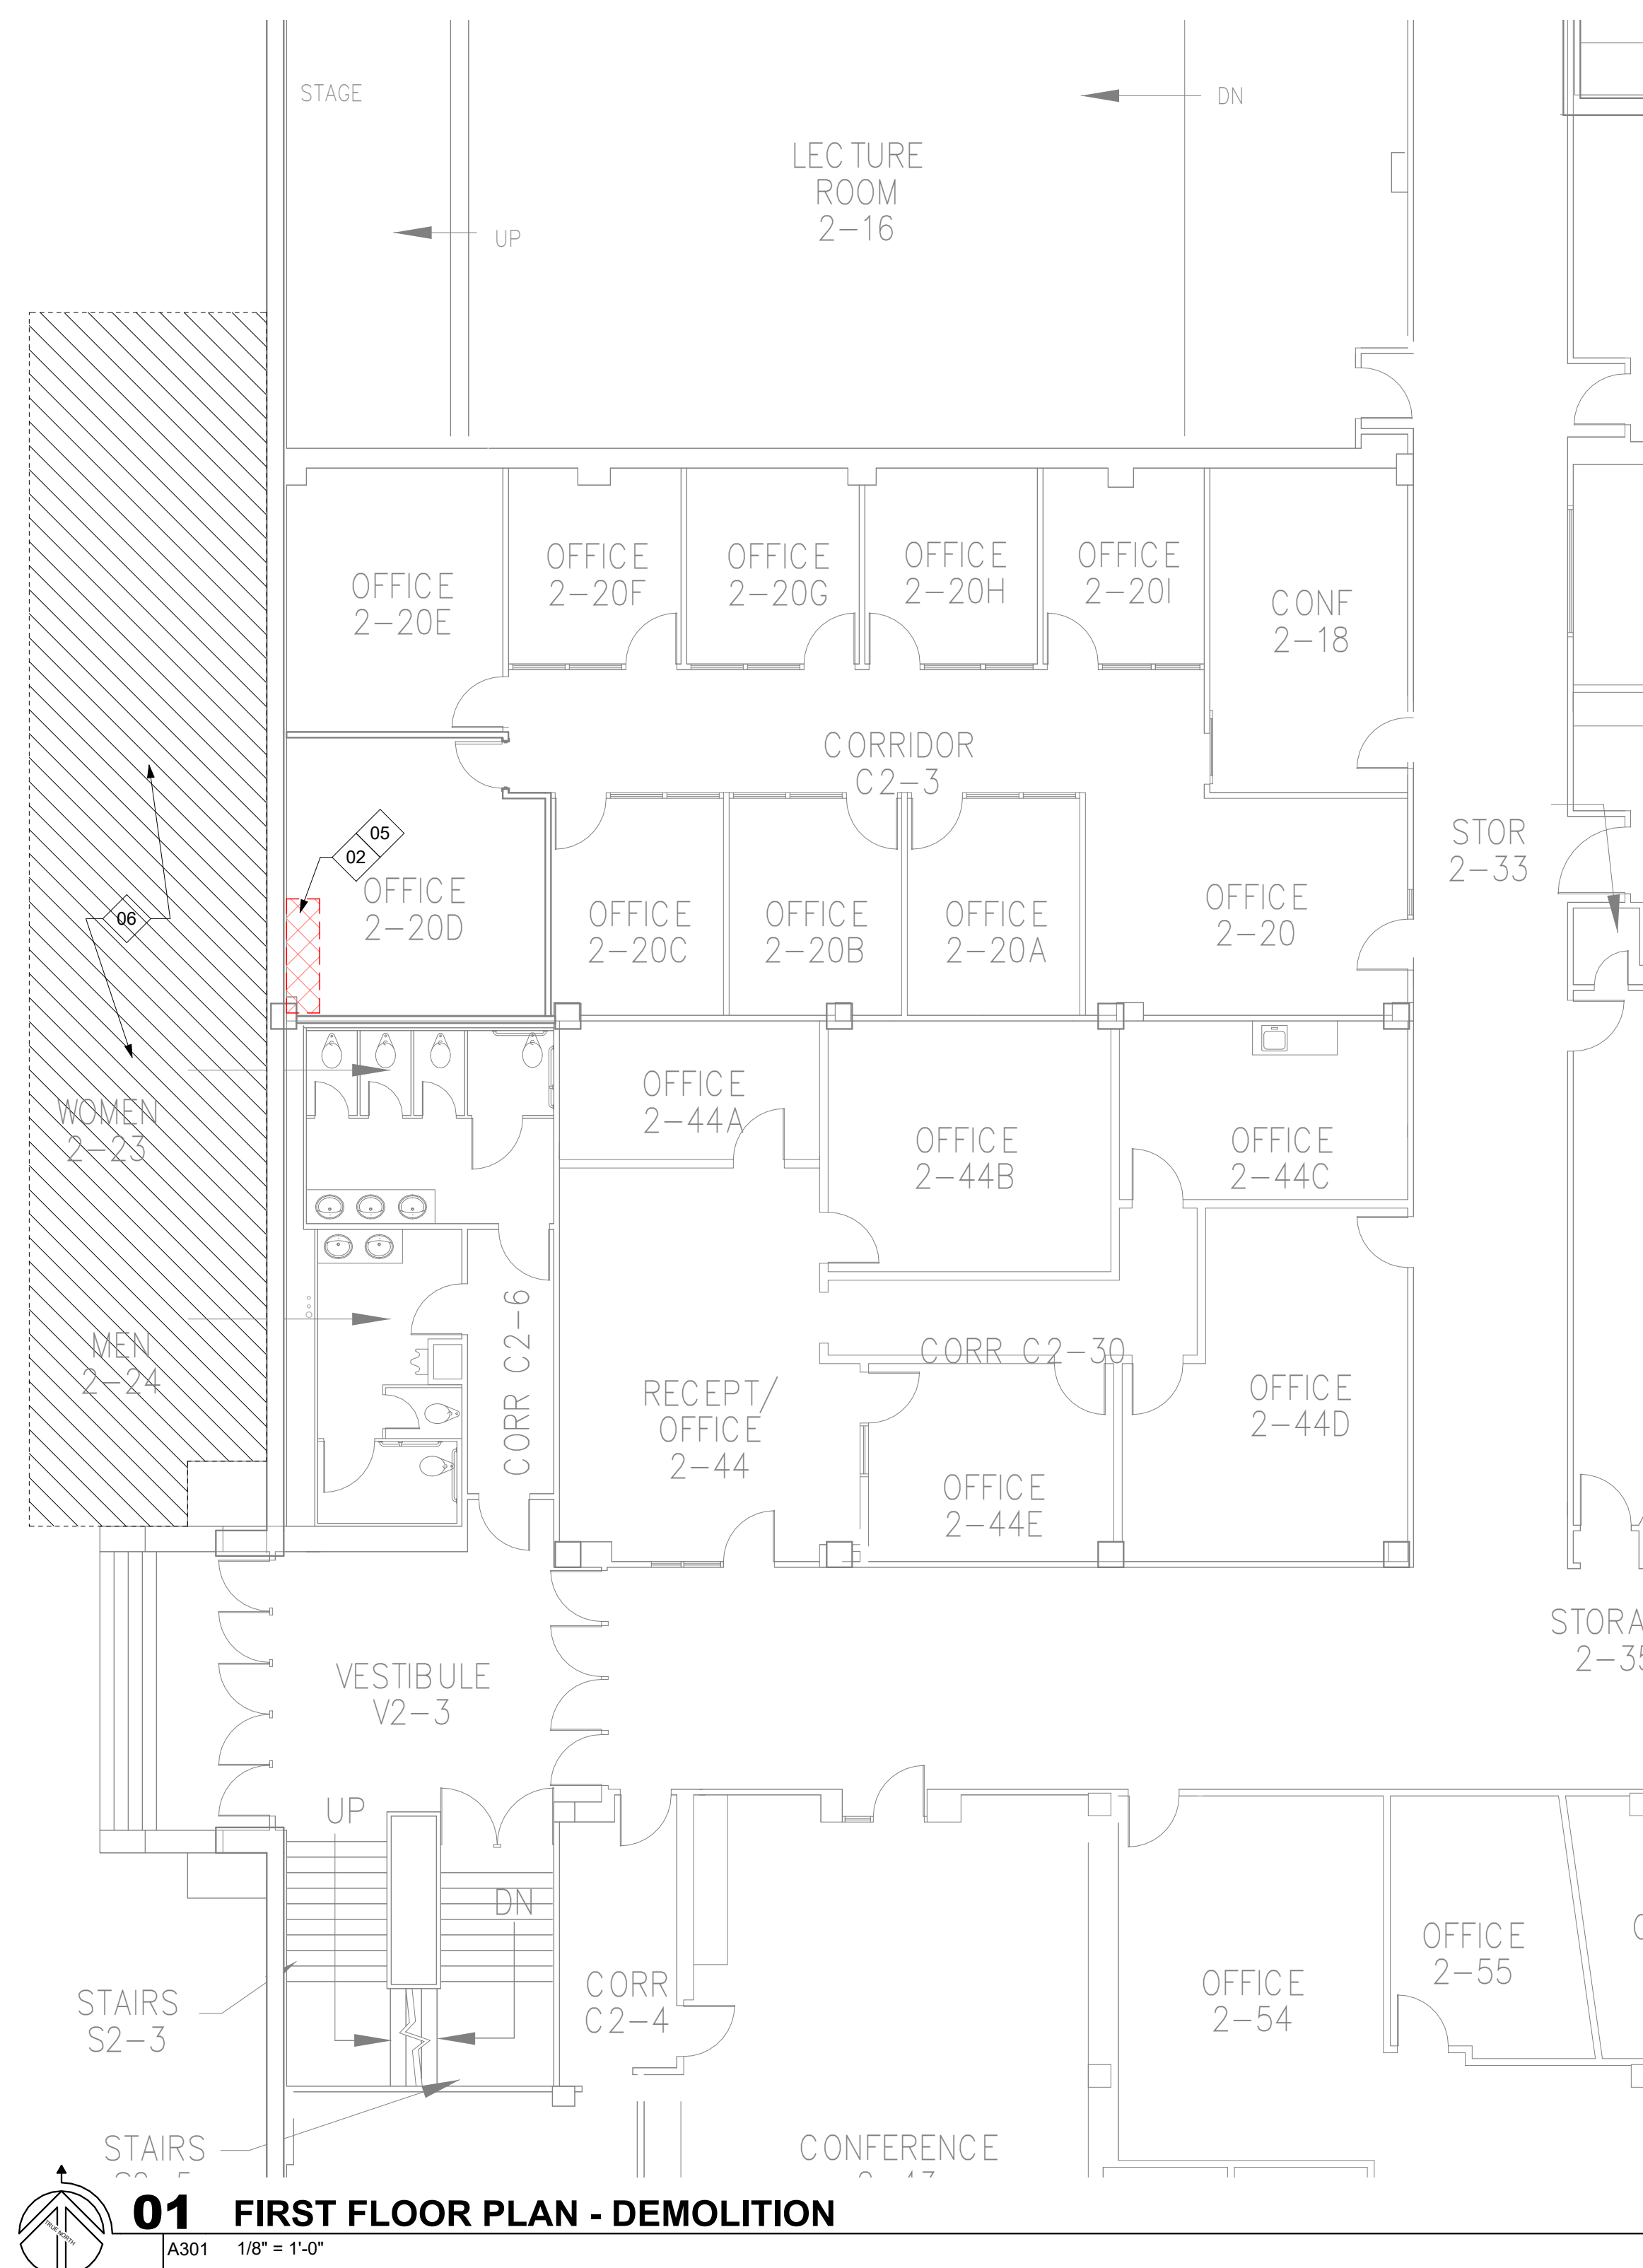 STAGE
DN
LECTURE
ROOM
2-16
UP
OFFICE
2-20E
OFFICE
2-20F
OFFICE
2-20G
OFFICE
2-20H
OFFICE
2-20I
CONF
2-18
CORRIDOR
C2-3
05
02
STOR
2-33
06
OFFICE
2-20D
OFFICE
2-20C
OFFICE
2-20B
OFFICE
2-20A
OFFICE
2-20
WOMEN
2-23
OFFICE
2-44A
OFFICE
2-44B
OFFICE
2-44C
MEN
2-24
CORR C2-6
CORR C2-30
RECEPT/
OFFICE
2-44
OFFICE
2-44D
OFFICE
2-44E
VESTIBULE
V2-3
STORA
2-35
UP
DN
STAIRS
S2-3
CORR
C2-4
OFFICE
2-54
OFFICE
2-55
STAIRS
CONFERENCE
TRUE NORTH
01 FIRST FLOOR PLAN - DEMOLITION
A301 1/8" = 1'-0"